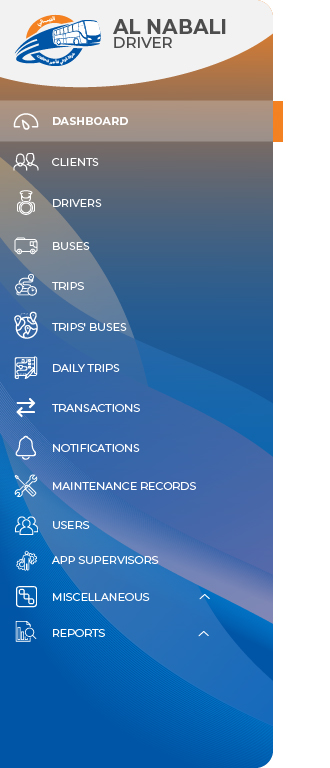 AL NABALI
DRIVER
DASHBOARD
CLIENTS
DRIVERS
BUSES
TRIPS
TRIPS' BUSES
DAILY TRIPS
TRANSACTIONS
NOTIFICATIONS
MAINTENANCE RECORDS
USERS
APP SUPERVISORS
MISCELLANEOUS
REPORTS